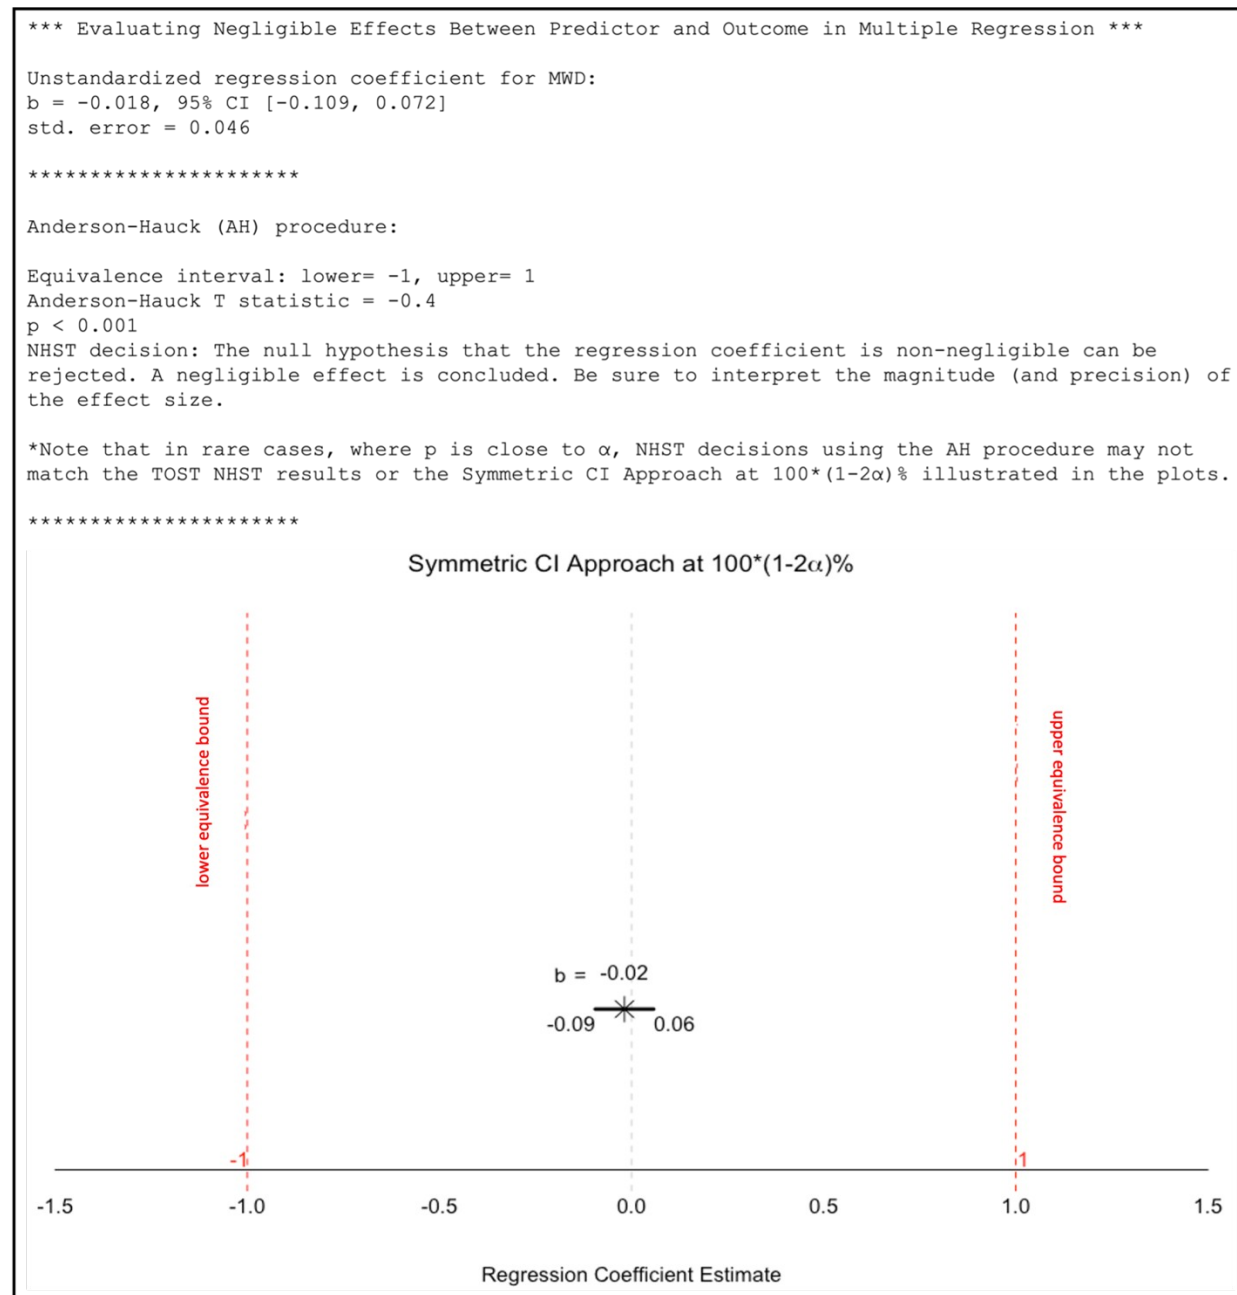 *** Evaluating Negligible Effects Between Predictor and Outcome in Multiple Regression ***
Unstandardized regression coefficient for MWD:
b = -0.018, 95% CI [-0.109, 0.072]
std. error = 0.046
**********************
Anderson-Hauck (AH) procedure:
Equivalence interval: lower= -1, upper= 1
Anderson-Hauck T statistic = -0.4
p < 0.001
NHST decision: The null hypothesis that the regression coefficient is non-negligible can be
rejected. A negligible effect is concluded. Be sure to interpret the magnitude (and precision) of
the effect size.
*Note that in rare cases, where p is close to α, NHST decisions using the AH procedure may not
match the TOST NHST results or the Symmetric CI Approach at 100*(1-2α)% illustrated in the plots.
**********************
Symmetric CI Approach at 100*(1-2α)%
lower equivalence bound
upper equivalence bound
b = -0.02
-0.09 0.06
-1 1
-1.5 -1.0 -0.5 0.0 0.5 1.0 1.5
Regression Coefficient Estimate